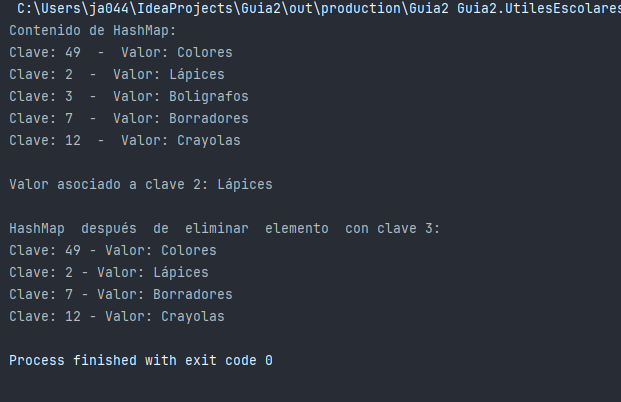 C:\Users\ja044\IdeaProjects\Guia2\out\production\Guia2 Guia2.UtilesEscolares
Contenido de HashMap:
Clave: 49  -  Valor: Colores
Clave: 2  -  Valor: Lápices
Clave: 3  -  Valor: Boligrafos
Clave: 7  -  Valor: Borradores
Clave: 12  -  Valor: Crayolas
Valor asociado a clave 2: Lápices
HashMap  después  de  eliminar  elemento  con clave 3:
Clave: 49 - Valor: Colores
Clave: 2 - Valor: Lápices
Clave: 7 - Valor: Borradores
Clave: 12 - Valor: Crayolas
Process finished with exit code 0